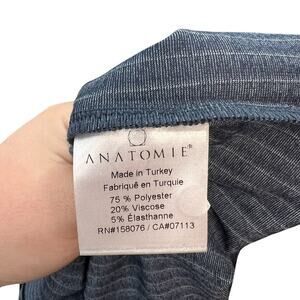 ANATOMIE®
Made in Turkey
Fabriqué en Turquie
75 % Polyester
20% Viscose
5% Élasthanne
RN#158076 / CA#07113